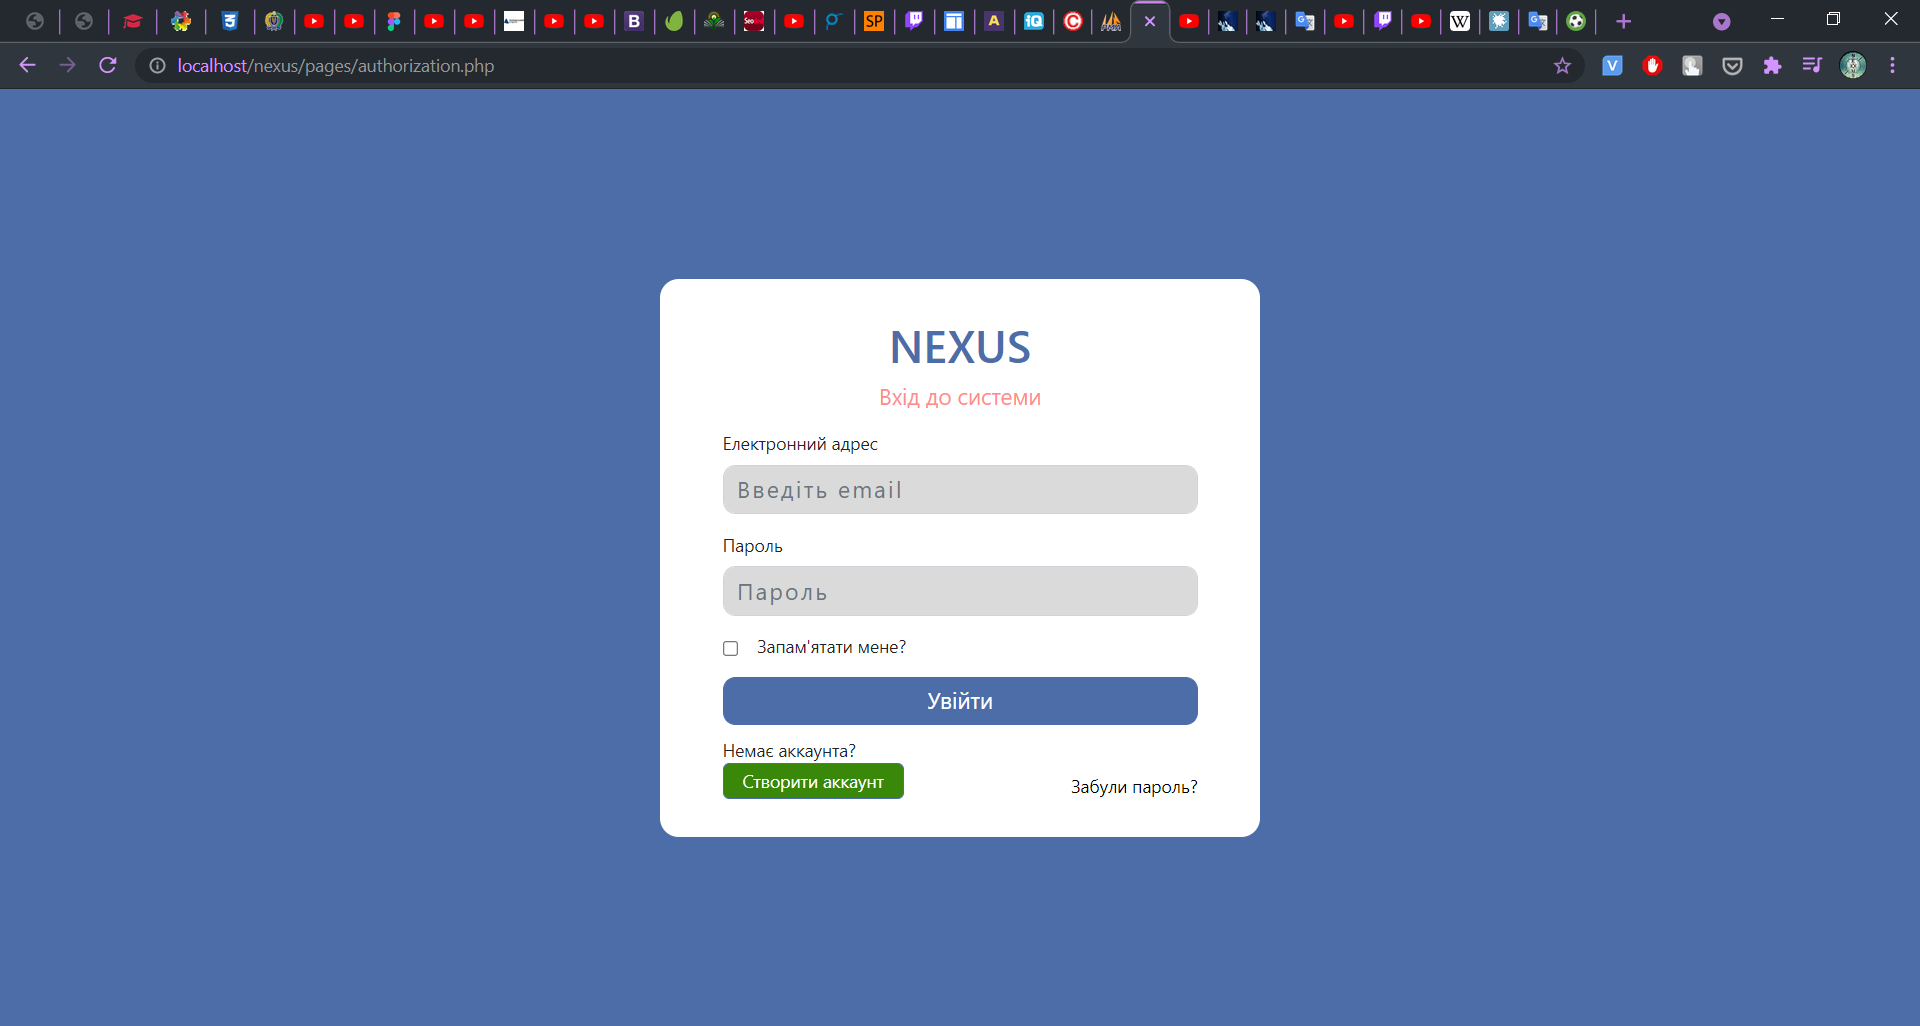 localhost/nexus/pages/authorization.php
NEXUS
Вхід до системи
Електронний адрес
Введіть email
Пароль
Пароль
Запам'ятати мене?
Увійти
Немає аккаунта?
Створити аккаунт
Забули пароль?